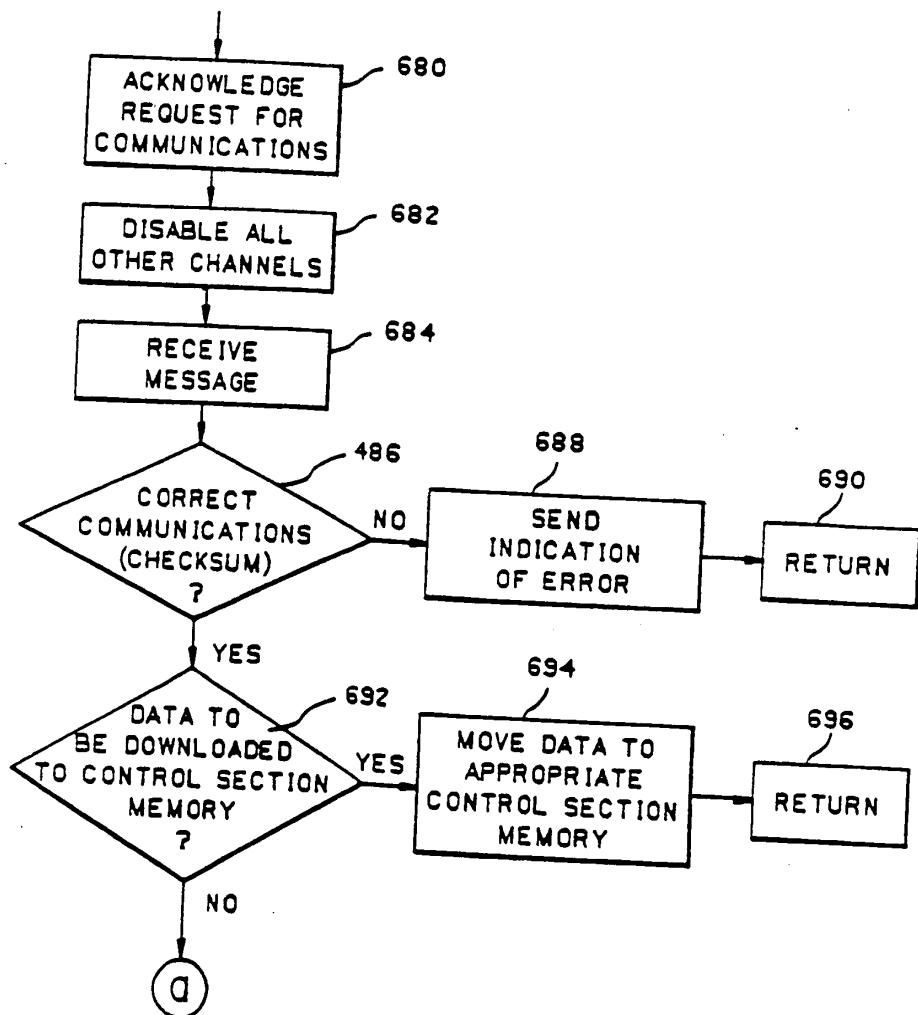 680
ACKNOWLEDGE
REQUEST FOR
COMMUNICATIONS
682
DISABLE ALL
OTHER CHANNELS
684
RECEIVE
MESSAGE
486
CORRECT
COMMUNICATIONS
(CHECKSUM)
?
NO
688
SEND
INDICATION
OF ERROR
690
RETURN
YES
692
DATA TO
BE DOWNLOADED
TO CONTROL SECTION
MEMORY
?
YES
694
MOVE DATA TO
APPROPRIATE
CONTROL SECTION
MEMORY
696
RETURN
NO
a